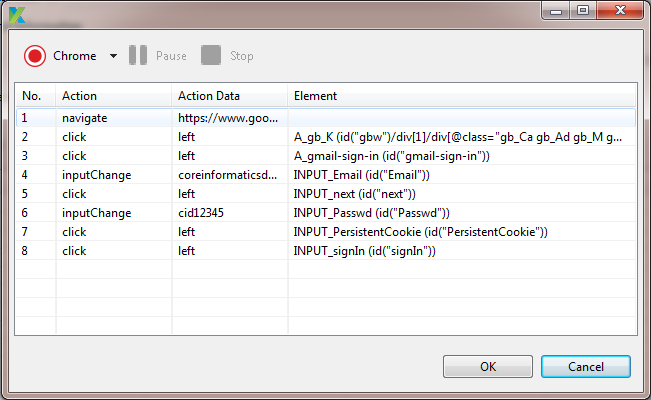 Chrome Pause Stop
No. Action Action Data Element
1 navigate https://www.goo...
2 click left A_gb_K (id("gbw")/div[1]/div[@class="gb_Ca gb_Ad gb_M g...
3 click left A_gmail-sign-in (id("gmail-sign-in"))
4 inputChange coreinformaticsd... INPUT_Email (id("Email"))
5 click left INPUT_next (id("next"))
6 inputChange cid12345 INPUT_Passwd (id("Passwd"))
7 click left INPUT_PersistentCookie (id("PersistentCookie"))
8 click left INPUT_signIn (id("signIn"))
OK Cancel